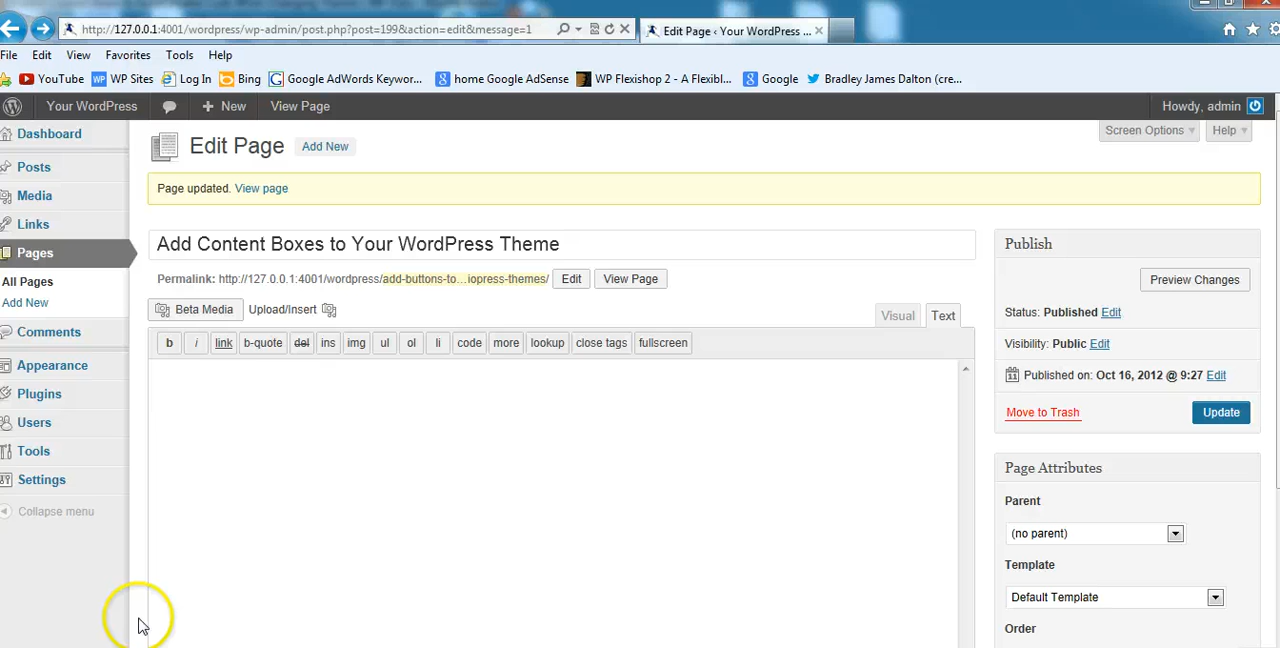 http://127.0.0.1:4001/wordpress/wp-admin/post.php?post=199&action=edit&message=1
Edit Page ‹ Your WordPress ...
File Edit View Favorites Tools Help
YouTube WP Sites Log In Bing Google AdWords Keywor... home Google AdSense WP Flexishop 2 - A Flexibl... Google Bradley James Dalton (cre...
Your WordPress + New View Page Howdy, admin
Dashboard
Posts
Media
Links
Pages
All Pages
Add New
Comments
Appearance
Plugins
Users
Tools
Settings
Collapse menu
Screen Options Help
Edit Page Add New
Page updated. View page
Add Content Boxes to Your WordPress Theme
Permalink: http://127.0.0.1:4001/wordpress/add-buttons-to…iopress-themes/ Edit View Page
Beta Media Upload/Insert
Visual Text
b i link b-quote del ins img ul ol li code more lookup close tags fullscreen
Publish
Preview Changes
Status: Published Edit
Visibility: Public Edit
Published on: Oct 16, 2012 @ 9:27 Edit
Move to Trash Update
Page Attributes
Parent
(no parent)
Template
Default Template
Order